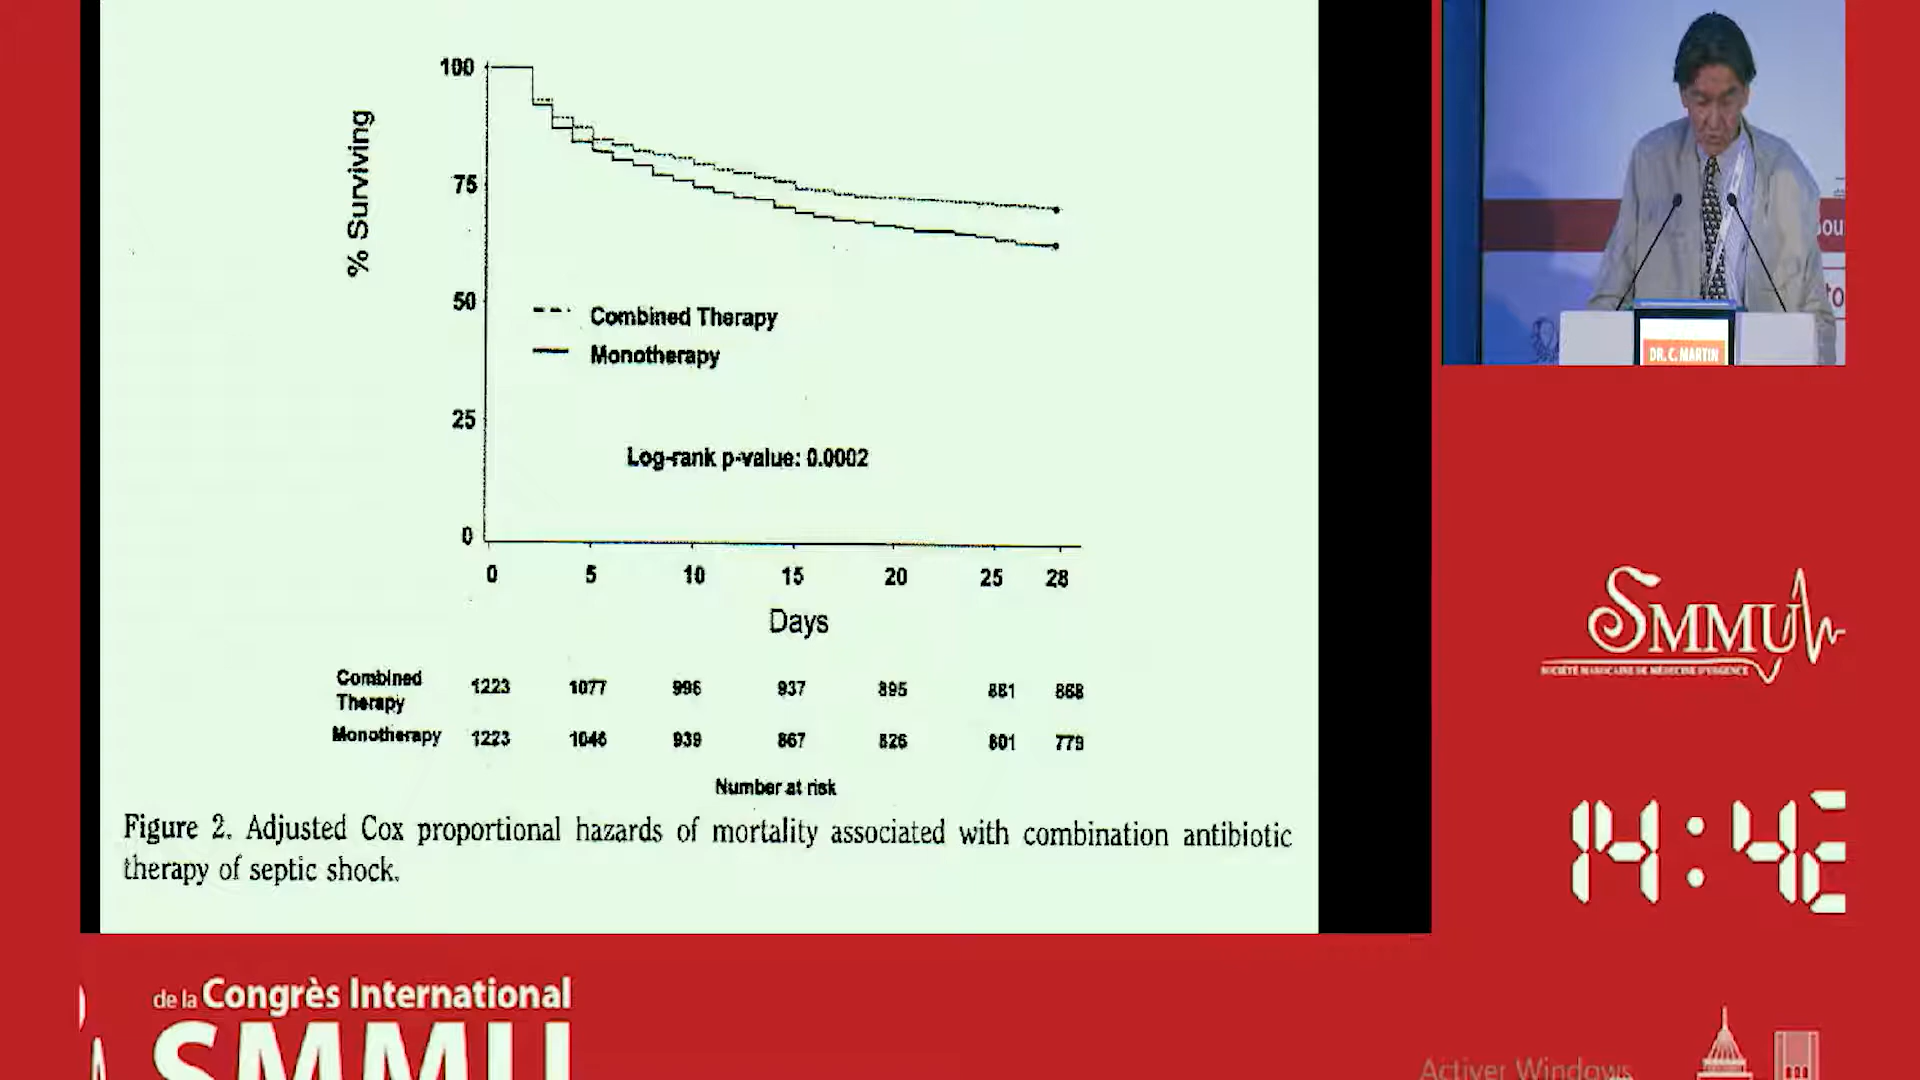 100
% Surviving
75
50
Combined Therapy
Monotherapy
25
Log-rank p-value: 0.0002
0
0 5 10 15 20 25 28
Days
Combined
Therapy
1223 1077 996 937 895 881 868
Monotherapy 1223 1046 939 867 826 801 779
Number at risk
Figure 2. Adjusted Cox proportional hazards of mortality associated with combination antibiotic
therapy of septic shock.
DR. C. MARTIN
SMMU
SOCIÉTÉ MAROCAINE DE MÉDECINE D'URGENCE
de la Congrès International
SMMU
Activer Windows